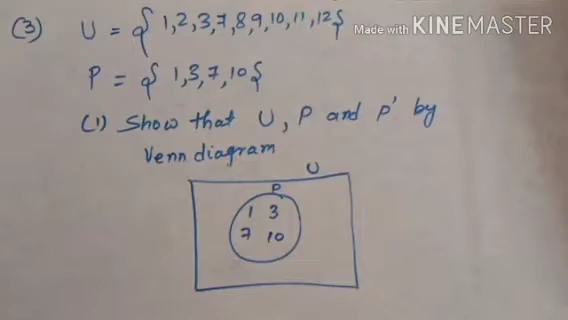 (3) U = { 1,2,3,7,8,9,10,11,12}
Made with KINEMASTER
P = { 1,3,7,10}
(1) Show that U, P and P' by
Venn diagram
U
P
1 3
7 10